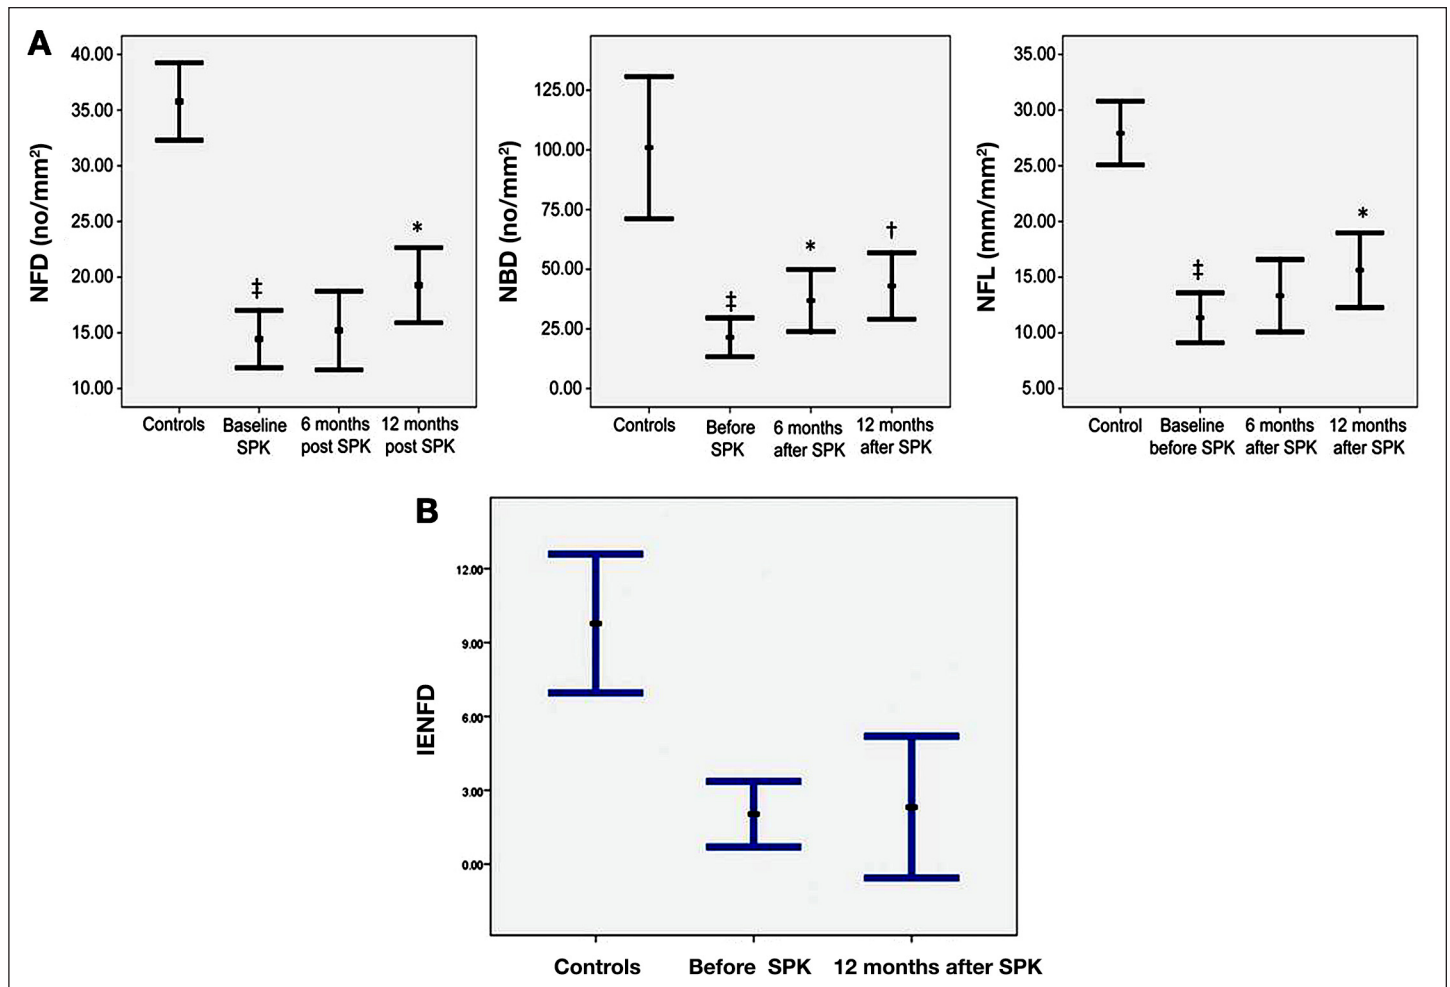 A
NFD (no/mm²)
40.00
35.00
30.00
25.00
20.00
15.00
10.00
‡
*
Controls
Baseline
SPK
6 months
post SPK
12 months
post SPK
NBD (no/mm²)
125.00
100.00
75.00
50.00
25.00
0.00
‡
*
†
Controls
Before
SPK
6 months
after SPK
12 months
after SPK
NFL (mm/mm²)
35.00
30.00
25.00
20.00
15.00
10.00
5.00
‡
*
Control
Baseline
before SPK
6 months
after SPK
12 months
after SPK
B
IENFD
12.00
9.00
6.00
3.00
0.00
Controls
Before SPK
12 months after SPK